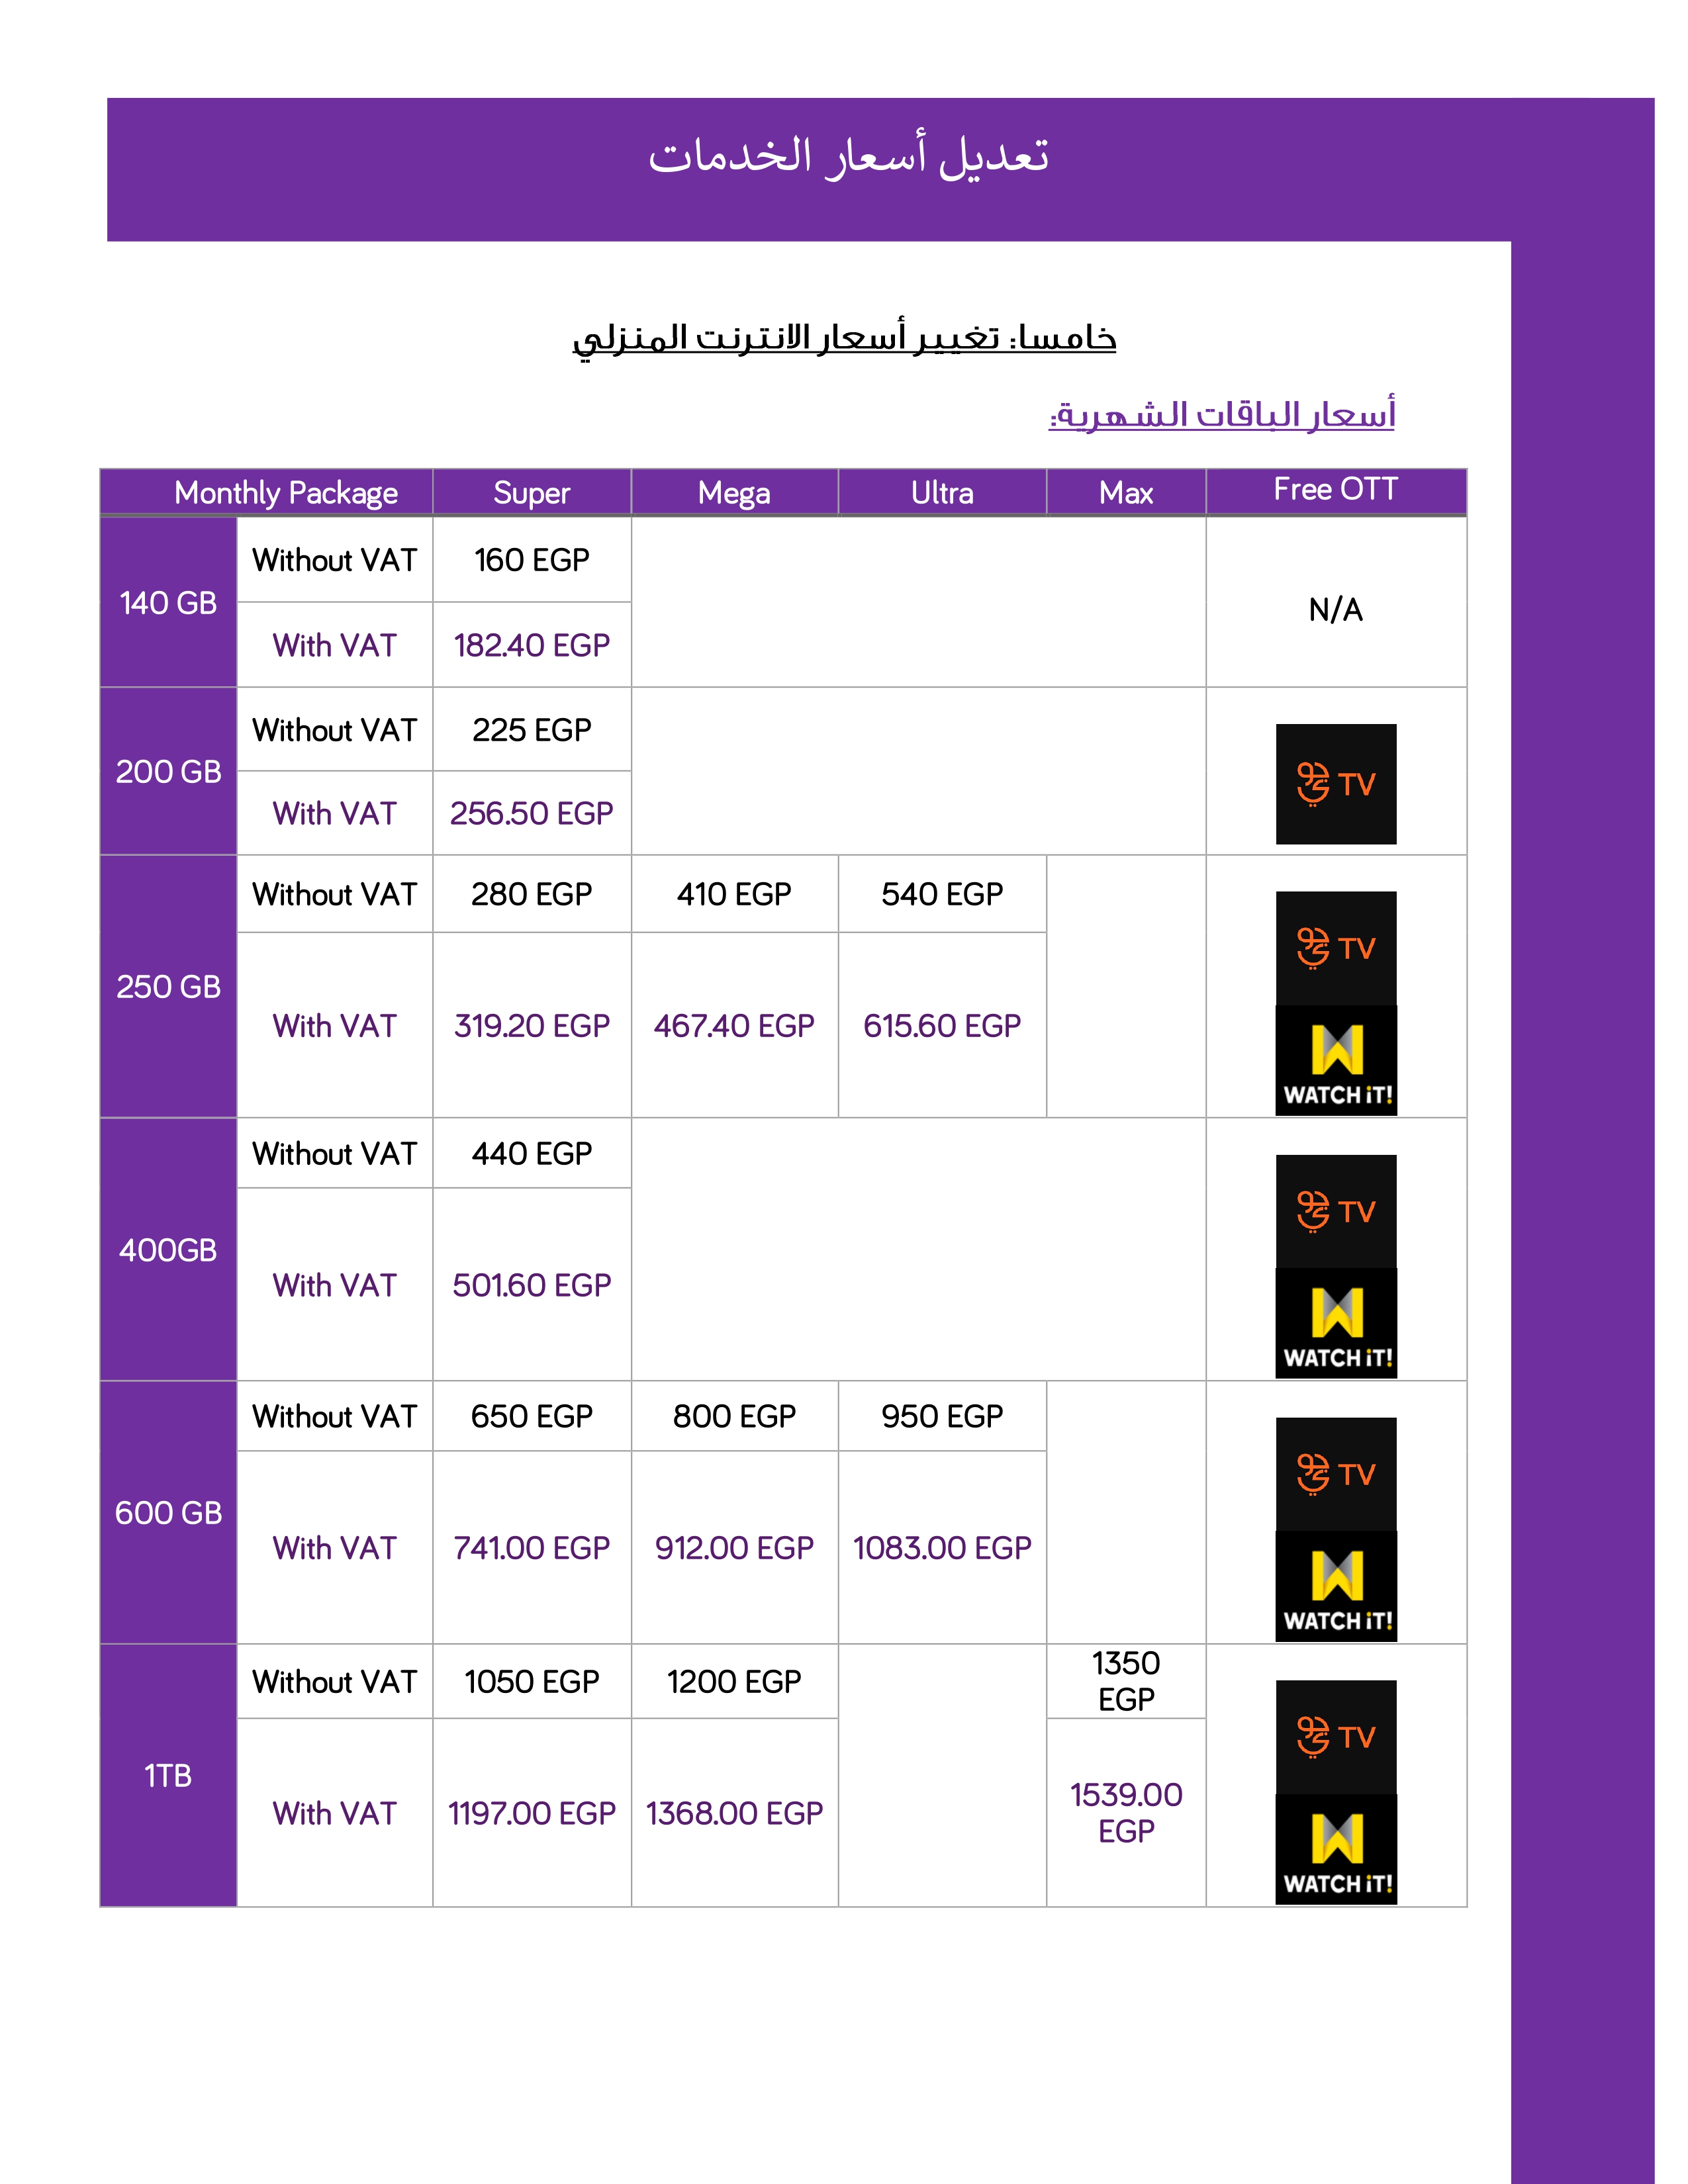 تعديل أسعار الخدمات
خامسا: تغيير أسعار الانترنت المنزلي
أسعار الباقات الشهرية:
Monthly Package Super Mega Ultra Max Free OTT
140 GB
Without VAT 160 EGP
N/A
With VAT 182.40 EGP
200 GB
Without VAT 225 EGP
TV
With VAT 256.50 EGP
250 GB
Without VAT 280 EGP 410 EGP 540 EGP
TV
With VAT 319.20 EGP 467.40 EGP 615.60 EGP
WATCH iT!
400GB
Without VAT 440 EGP
TV
With VAT 501.60 EGP
WATCH iT!
600 GB
Without VAT 650 EGP 800 EGP 950 EGP
TV
With VAT 741.00 EGP 912.00 EGP 1083.00 EGP
WATCH iT!
1TB
Without VAT 1050 EGP 1200 EGP 1350 EGP
TV
With VAT 1197.00 EGP 1368.00 EGP 1539.00 EGP
WATCH iT!